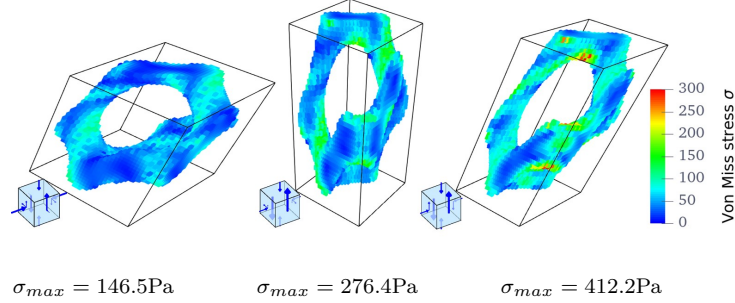 300
250
200
150
100
50
0
Von Miss stress σ
σmax = 146.5Pa
σmax = 276.4Pa
σmax = 412.2Pa